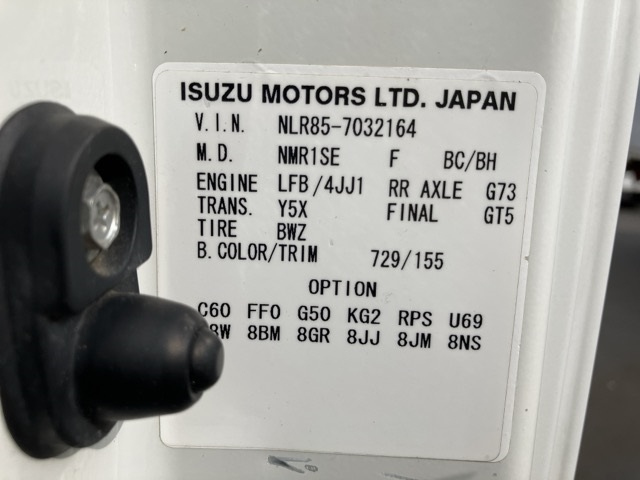 ISUZU MOTORS LTD. JAPAN
V.I.N. NLR85-7032164
M.D. NMR1SE F BC/BH
ENGINE LFB/4JJ1 RR AXLE G73
TRANS. Y5X FINAL GT5
TIRE BWZ
B.COLOR/TRIM 729/155
OPTION
C60 FF0 G50 KG2 RPS U69
8BM 8GR 8JJ 8JM 8NS